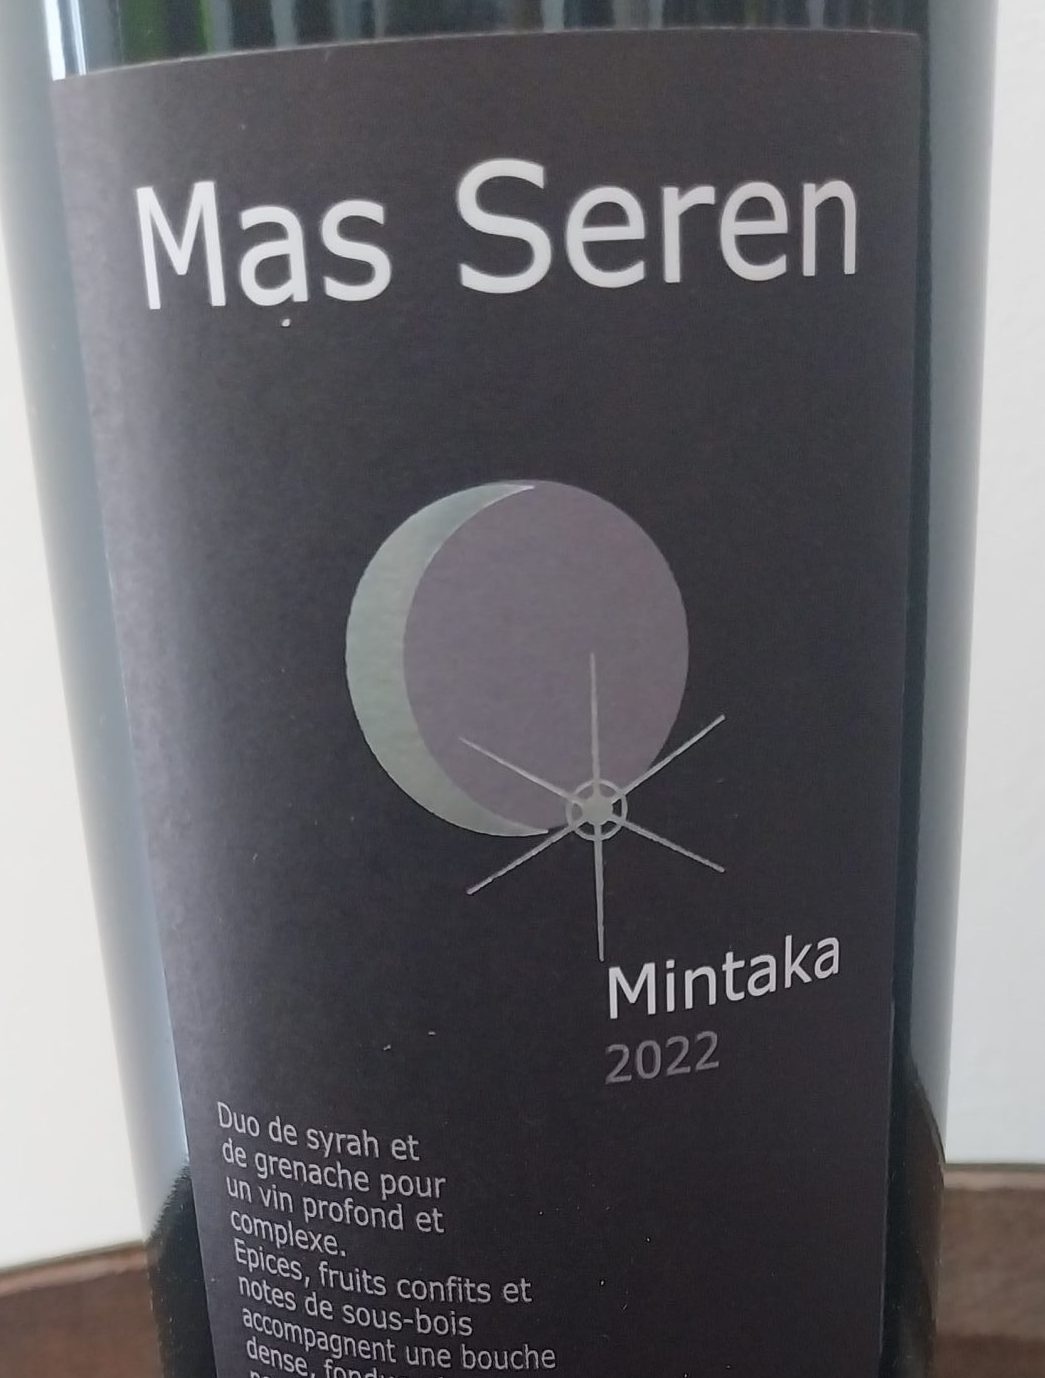 Mas Seren
Mintaka
2022
Duo de syrah et
de grenache pour
un vin profond et
complexe.
Epices, fruits confits et
notes de sous-bois
accompagnent une bouche
dense,